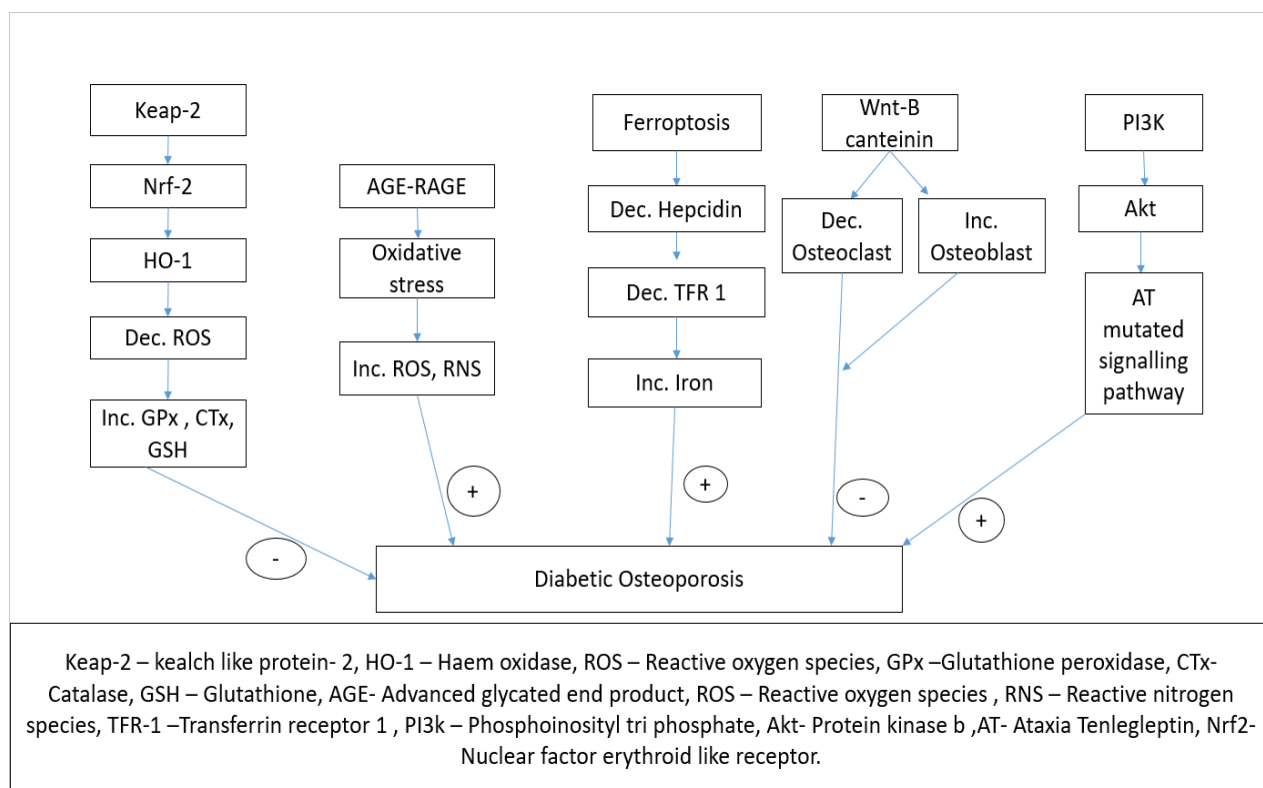 Keap-2
Nrf-2
HO-1
Dec. ROS
Inc. GPx , CTx,
GSH
-
AGE-RAGE
Oxidative
stress
Inc. ROS, RNS
+
Ferroptosis
Dec. Hepcidin
Dec. TFR 1
Inc. Iron
+
Wnt-B
canteinin
Dec.
Osteoclast
Inc.
Osteoblast
-
PI3K
Akt
AT
mutated
signalling
pathway
+
Diabetic Osteoporosis
Keap-2 – kealch like protein- 2, HO-1 – Haem oxidase, ROS – Reactive oxygen species, GPx –Glutathione peroxidase, CTx-
Catalase, GSH – Glutathione, AGE- Advanced glycated end product, ROS – Reactive oxygen species , RNS – Reactive nitrogen
species, TFR-1 –Transferrin receptor 1 , PI3k – Phosphoinosityl tri phosphate, Akt- Protein kinase b ,AT- Ataxia Tenlegleptin, Nrf2-
Nuclear factor erythroid like receptor.